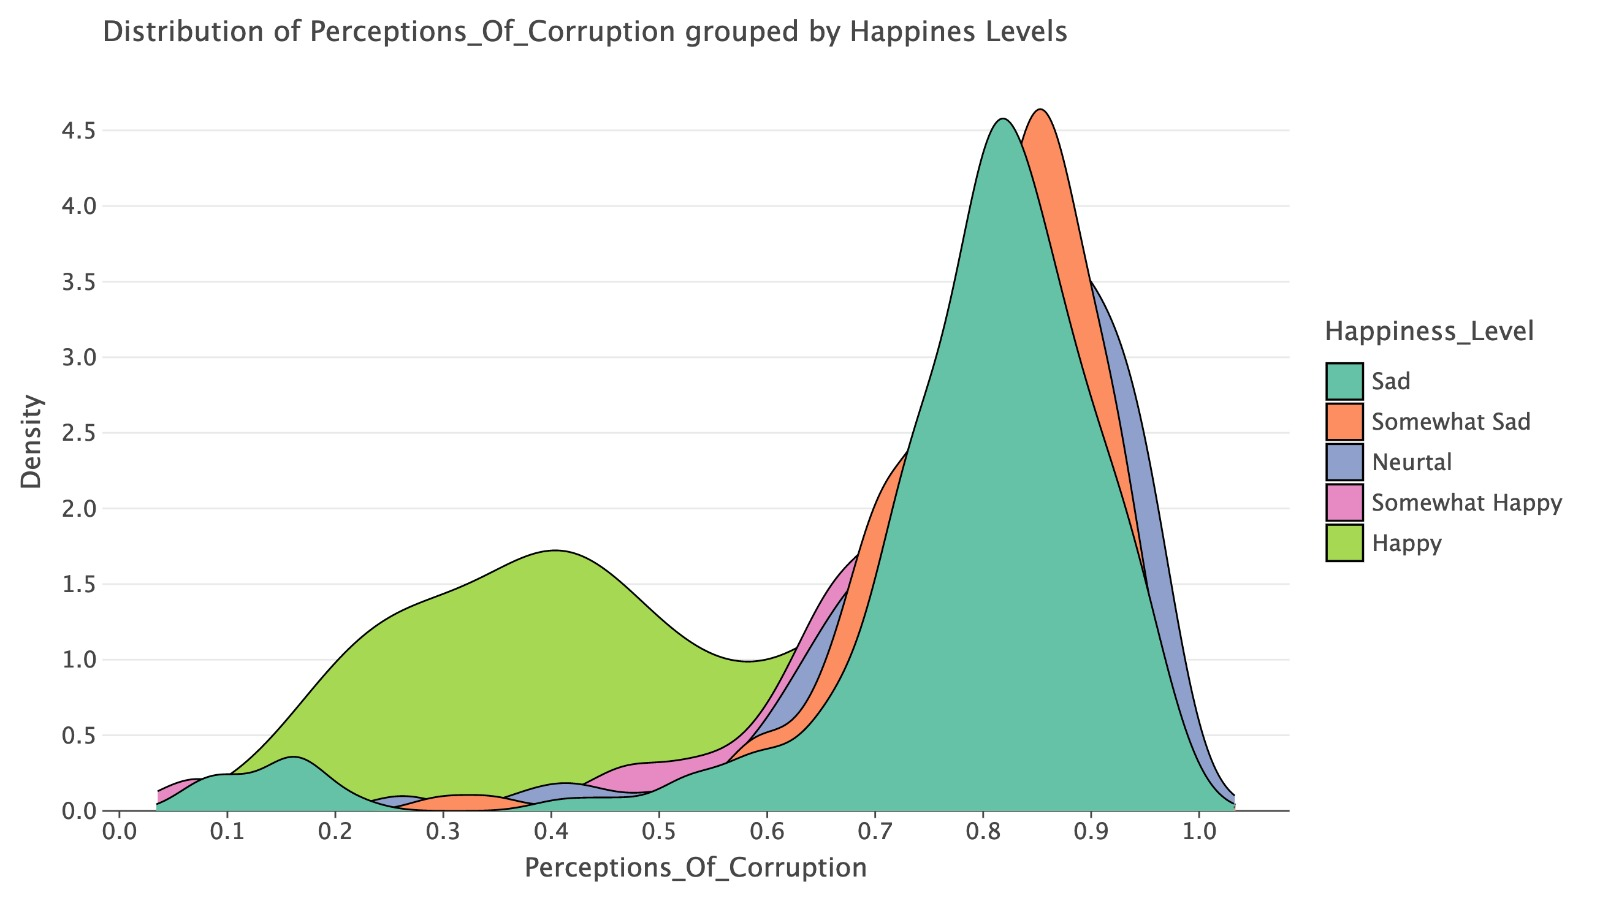 Distribution of Perceptions_Of_Corruption grouped by Happines Levels
4.5
4.0
3.5
3.0
2.5
2.0
1.5
1.0
0.5
0.0
Density
0.0 0.1 0.2 0.3 0.4 0.5 0.6 0.7 0.8 0.9 1.0
Perceptions_Of_Corruption
Happiness_Level
Sad
Somewhat Sad
Neurtal
Somewhat Happy
Happy